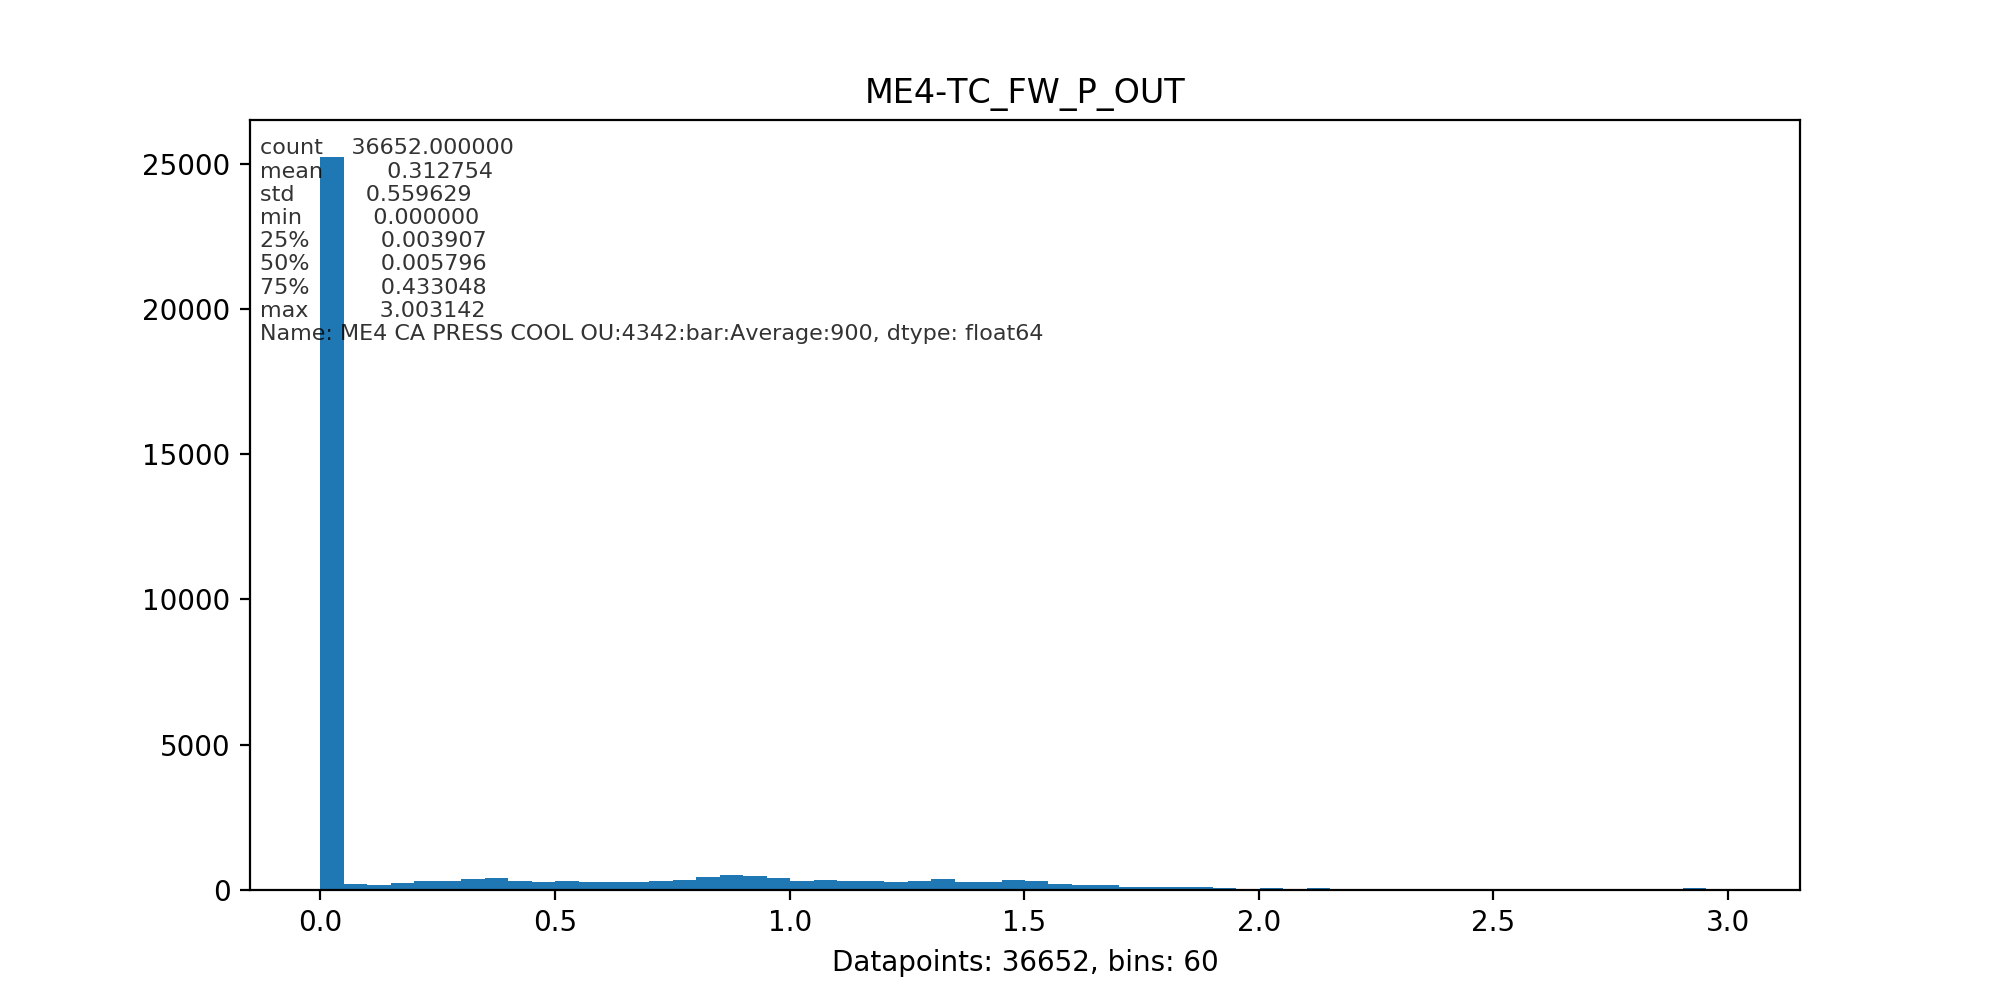 ME4-TC_FW_P_OUT
count 36652.000000
mean 0.312754
std 0.559629
min 0.000000
25% 0.003907
50% 0.005796
75% 0.433048
max 3.003142
Name: ME4 CA PRESS COOL OU:4342:bar:Average:900, dtype: float64
25000
20000
15000
10000
5000
0
0.0 0.5 1.0 1.5 2.0 2.5 3.0
Datapoints: 36652, bins: 60